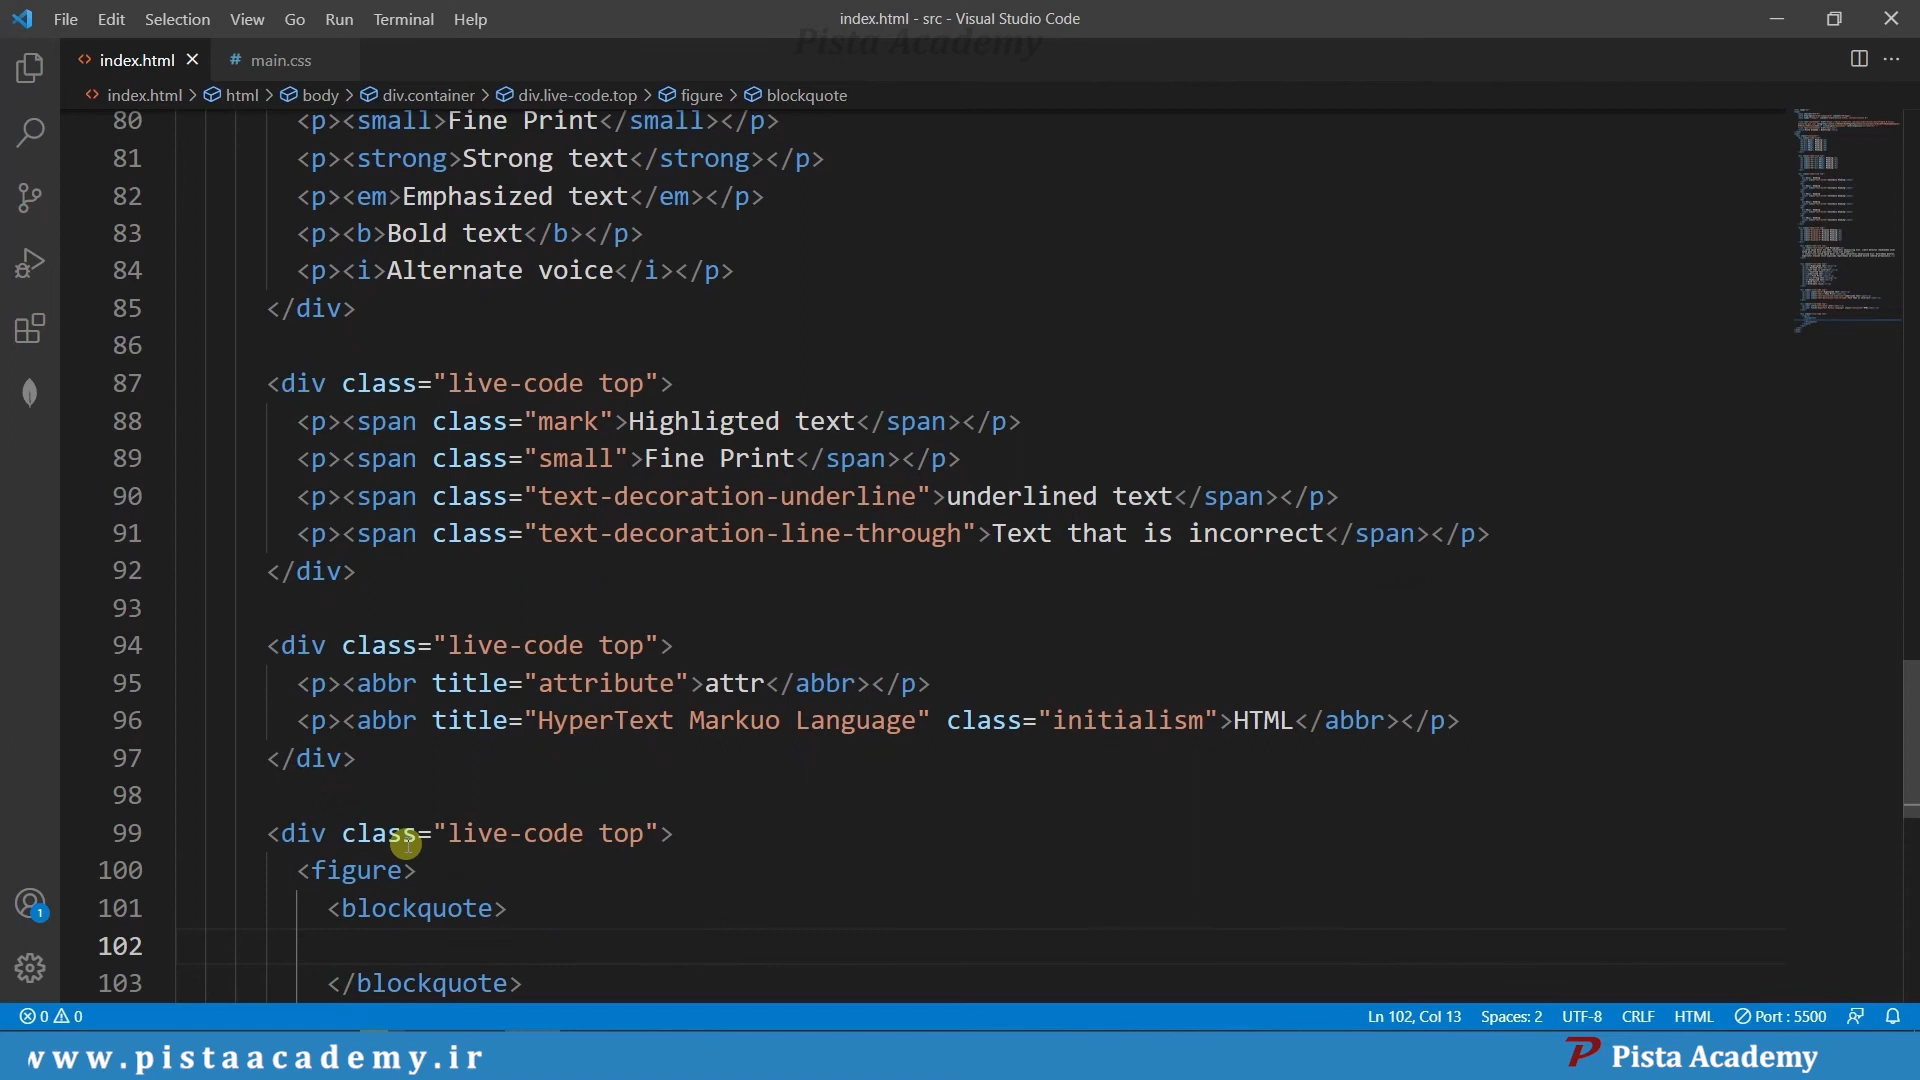 File Edit Selection View Go Run Terminal Help index.html - src - Visual Studio Code
Pista Academy
index.html main.css
index.html > html > body > div.container > div.live-code.top > figure > blockquote
80 <p><small>Fine Print</small></p>
81 <p><strong>Strong text</strong></p>
82 <p><em>Emphasized text</em></p>
83 <p><b>Bold text</b></p>
84 <p><i>Alternate voice</i></p>
85 </div>
86
87 <div class="live-code top">
88 <p><span class="mark">Highligted text</span></p>
89 <p><span class="small">Fine Print</span></p>
90 <p><span class="text-decoration-underline">underlined text</span></p>
91 <p><span class="text-decoration-line-through">Text that is incorrect</span></p>
92 </div>
93
94 <div class="live-code top">
95 <p><abbr title="attribute">attr</abbr></p>
96 <p><abbr title="HyperText Markuo Language" class="initialism">HTML</abbr></p>
97 </div>
98
99 <div class="live-code top">
100 <figure>
101 <blockquote>
102
103 </blockquote>
1
0 0 Ln 102, Col 13 Spaces: 2 UTF-8 CRLF HTML Port : 5500
www.pistaacademy.ir Pista Academy